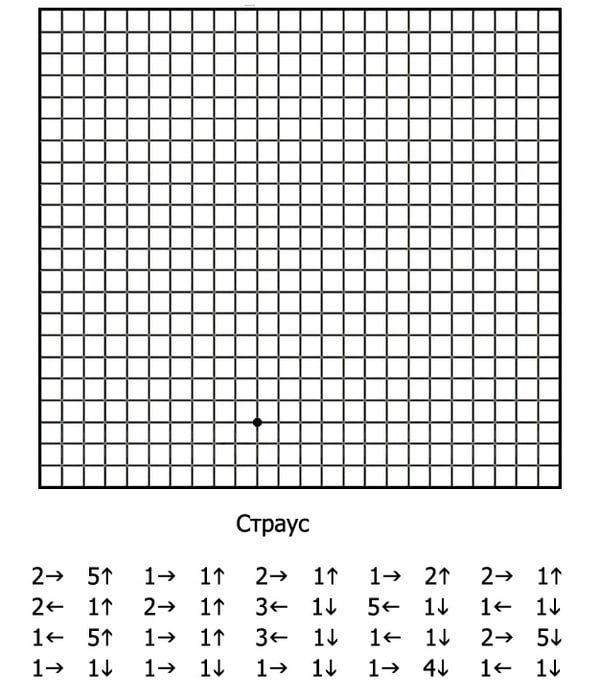 Страус
2→ 5↑ 1→ 1↑ 2→ 1↑ 1→ 2↑ 2→ 1↑
2← 1↑ 2→ 1↑ 3← 1↓ 5← 1↓ 1← 1↓
1← 5↑ 1→ 1↑ 3← 1↓ 1← 1↓ 2→ 5↓
1→ 1↓ 1→ 1↓ 1→ 1↓ 1→ 4↓ 1← 1↓